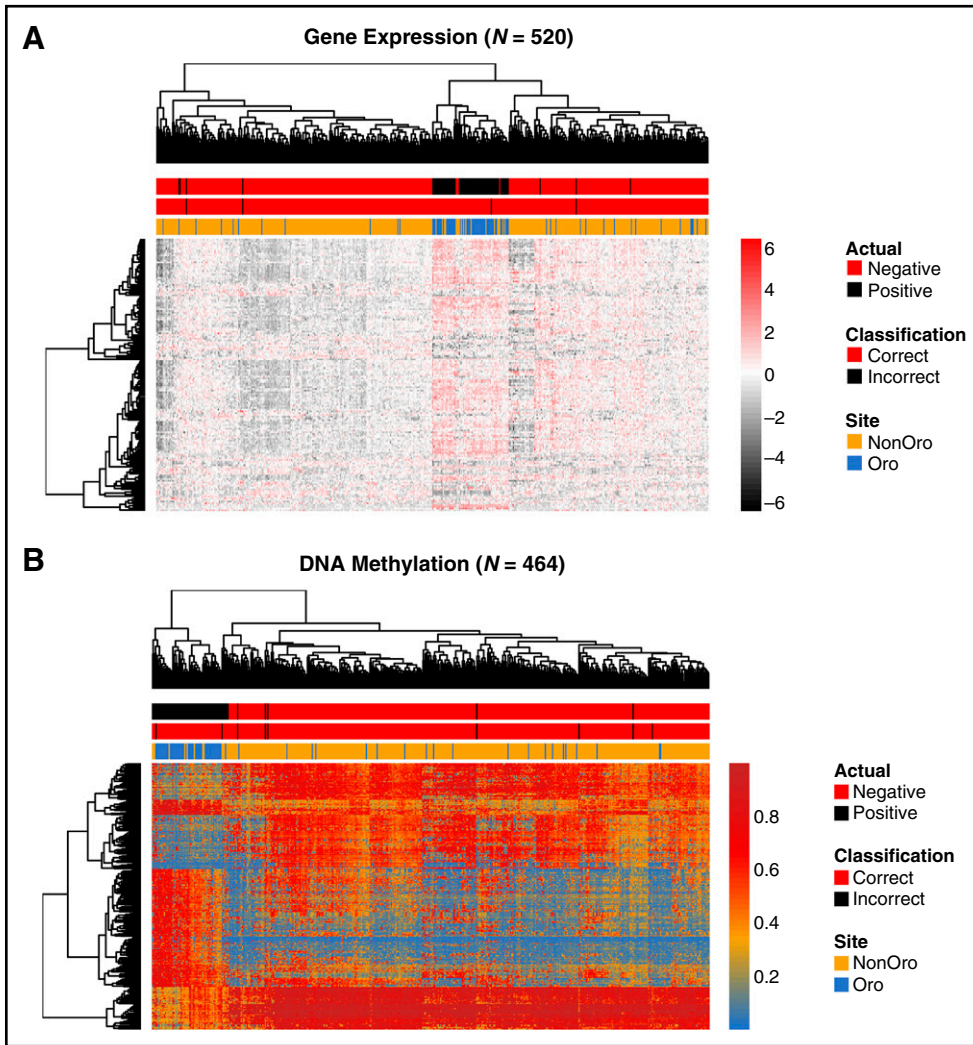 A
Gene Expression (N = 520)
6
4
2
0
−2
−4
−6
Actual
Negative
Positive
Classification
Correct
Incorrect
Site
NonOro
Oro
B
DNA Methylation (N = 464)
0.8
0.6
0.4
0.2
Actual
Negative
Positive
Classification
Correct
Incorrect
Site
NonOro
Oro